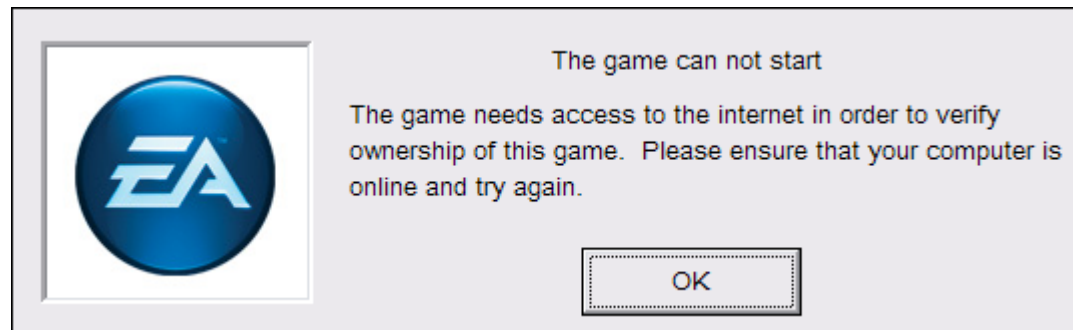 The game can not start
EA™
The game needs access to the internet in order to verify
ownership of this game.  Please ensure that your computer is
online and try again.
OK